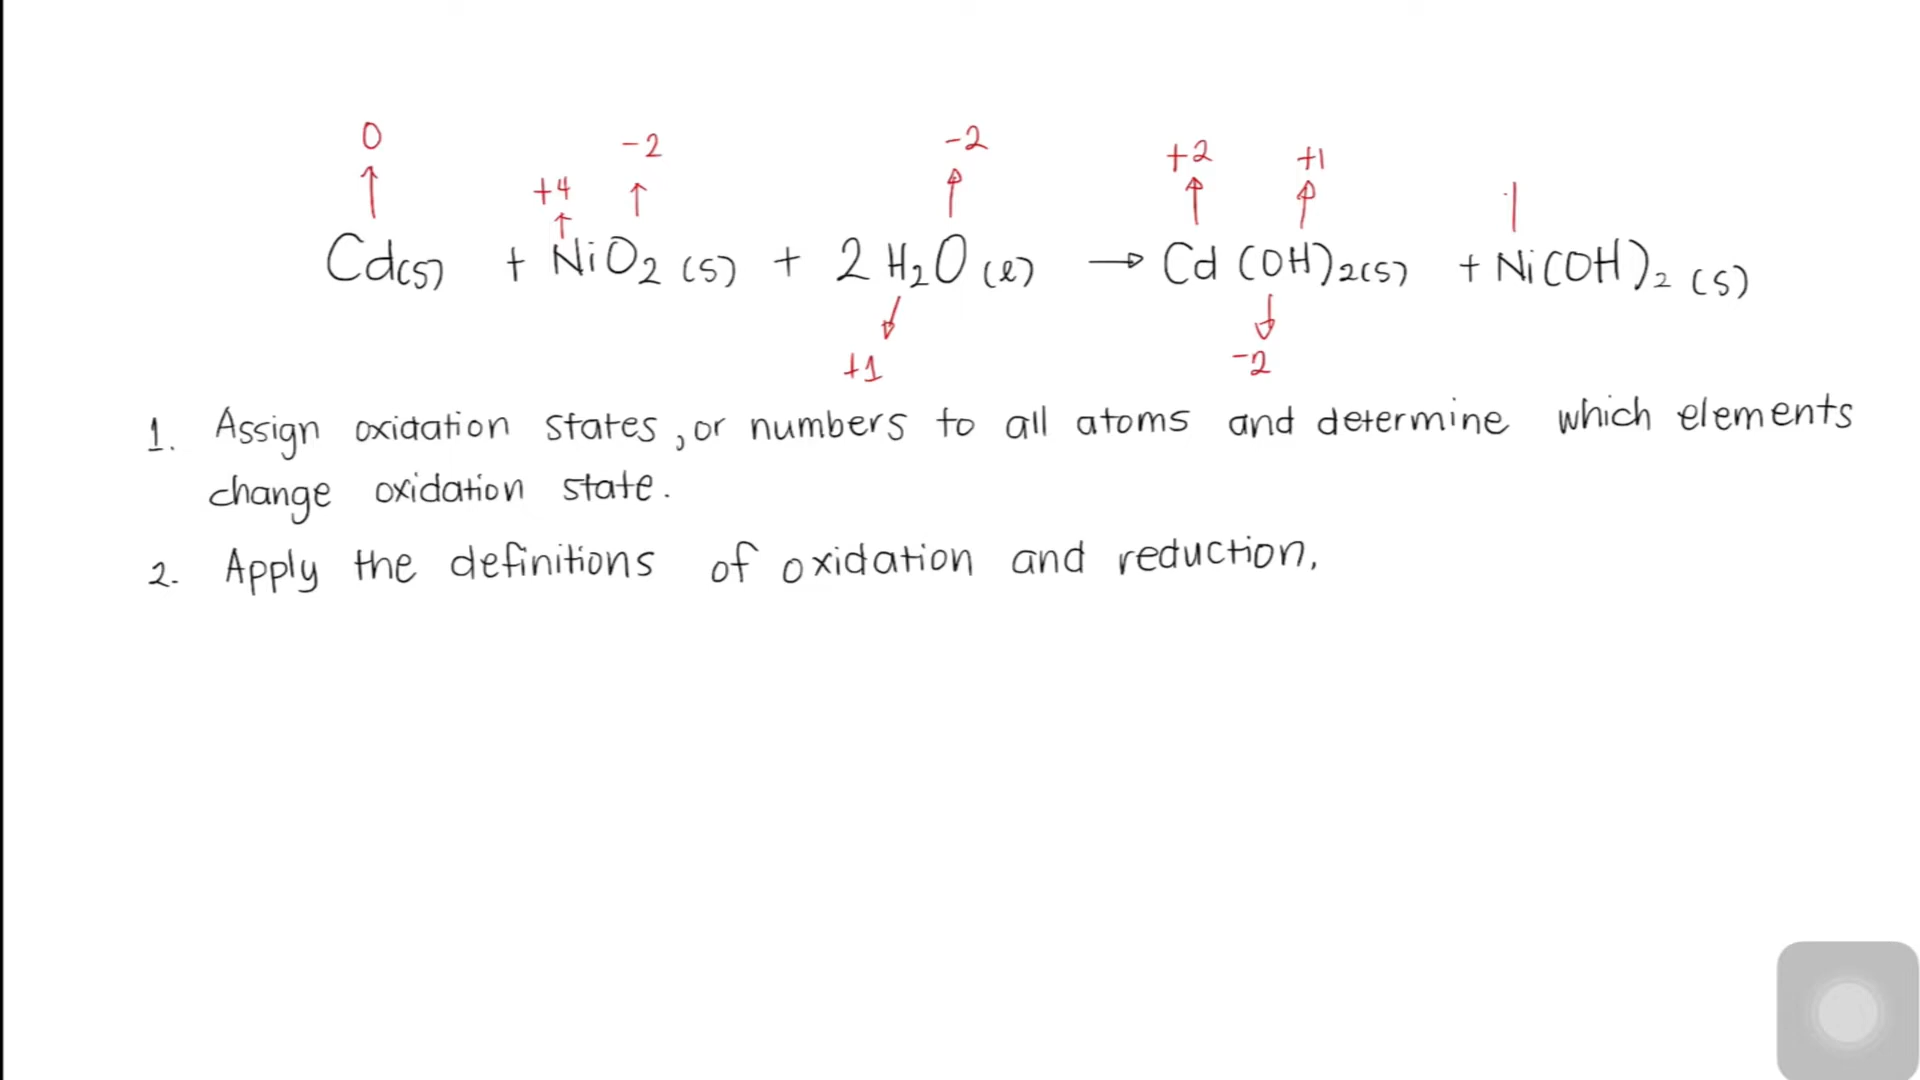 0 -2 -2 +2 +1
+4
Cd(s) + NiO2 (s) + 2 H2O (l) → Cd (OH)2(s) + Ni(OH)2 (s)
+1 -2
1. Assign oxidation states, or numbers to all atoms and determine which elements
change oxidation state.
2. Apply the definitions of oxidation and reduction.